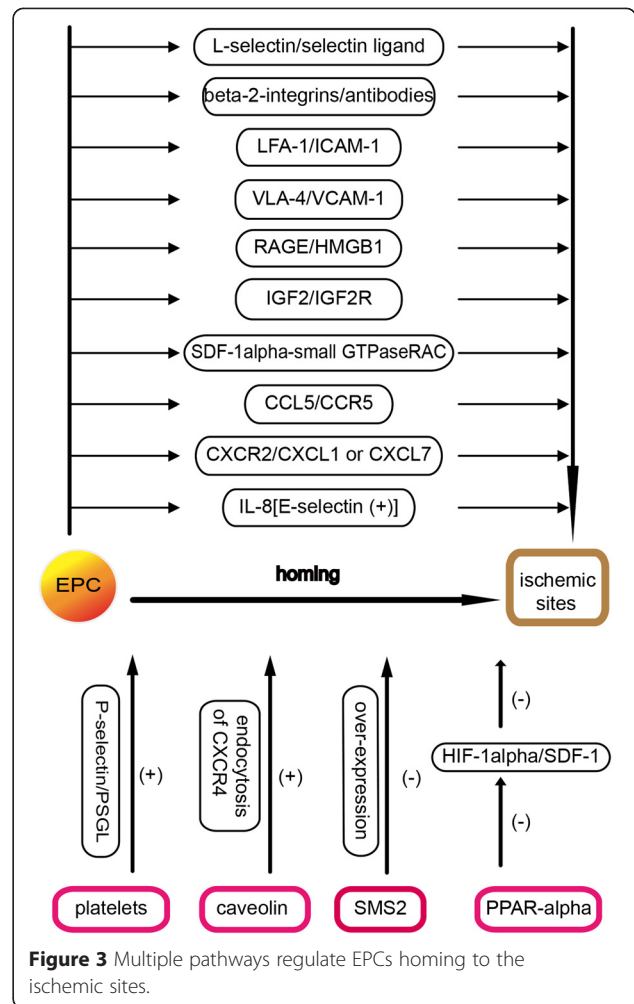 L-selectin/selectin ligand
beta-2-integrins/antibodies
LFA-1/ICAM-1
VLA-4/VCAM-1
RAGE/HMGB1
IGF2/IGF2R
SDF-1alpha-small GTPaseRAC
CCL5/CCR5
CXCR2/CXCL1 or CXCL7
IL-8[E-selectin (+)]
EPC
homing
ischemic
sites
P-selectin/PSGL
(+)
endocytosis
of CXCR4
(+)
over-expression
(-)
(-)
HIF-1alpha/SDF-1
(-)
platelets
caveolin
SMS2
PPAR-alpha
Figure 3 Multiple pathways regulate EPCs homing to the
ischemic sites.